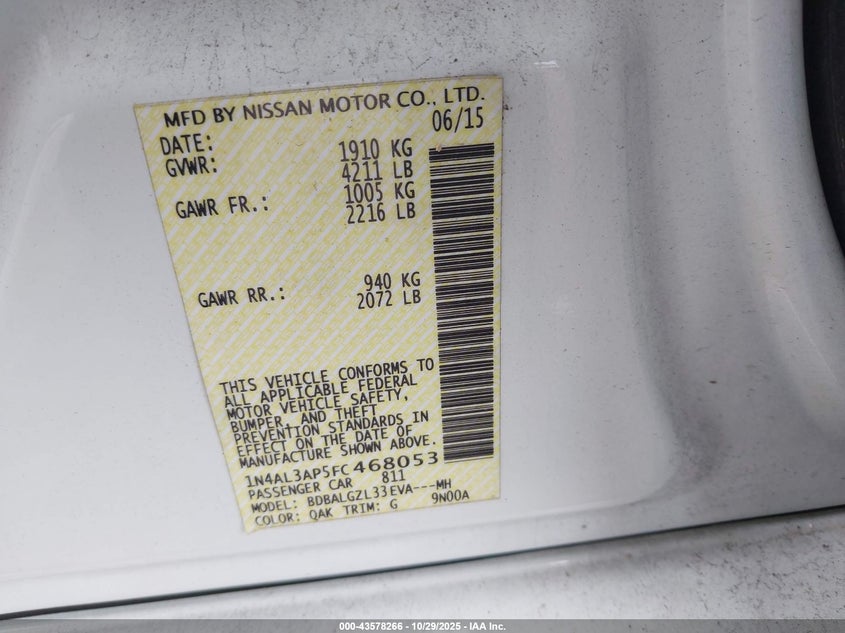 MFD BY NISSAN MOTOR CO., LTD.
DATE: 06/15
GVWR: 1910 KG
4211 LB
GAWR FR.: 1005 KG
2216 LB
GAWR RR.: 940 KG
2072 LB
THIS VEHICLE CONFORMS TO
ALL APPLICABLE FEDERAL
MOTOR VEHICLE SAFETY,
BUMPER, AND THEFT
PREVENTION STANDARDS IN
EFFECT ON THE DATE OF
MANUFACTURE SHOWN ABOVE.
1N4AL3AP5FC468053
PASSENGER CAR 811
MODEL: BDBALGZL33EVA---MH
COLOR: QAK TRIM: G 9N00A
000-43578266 - 10/29/2025 - IAA Inc.